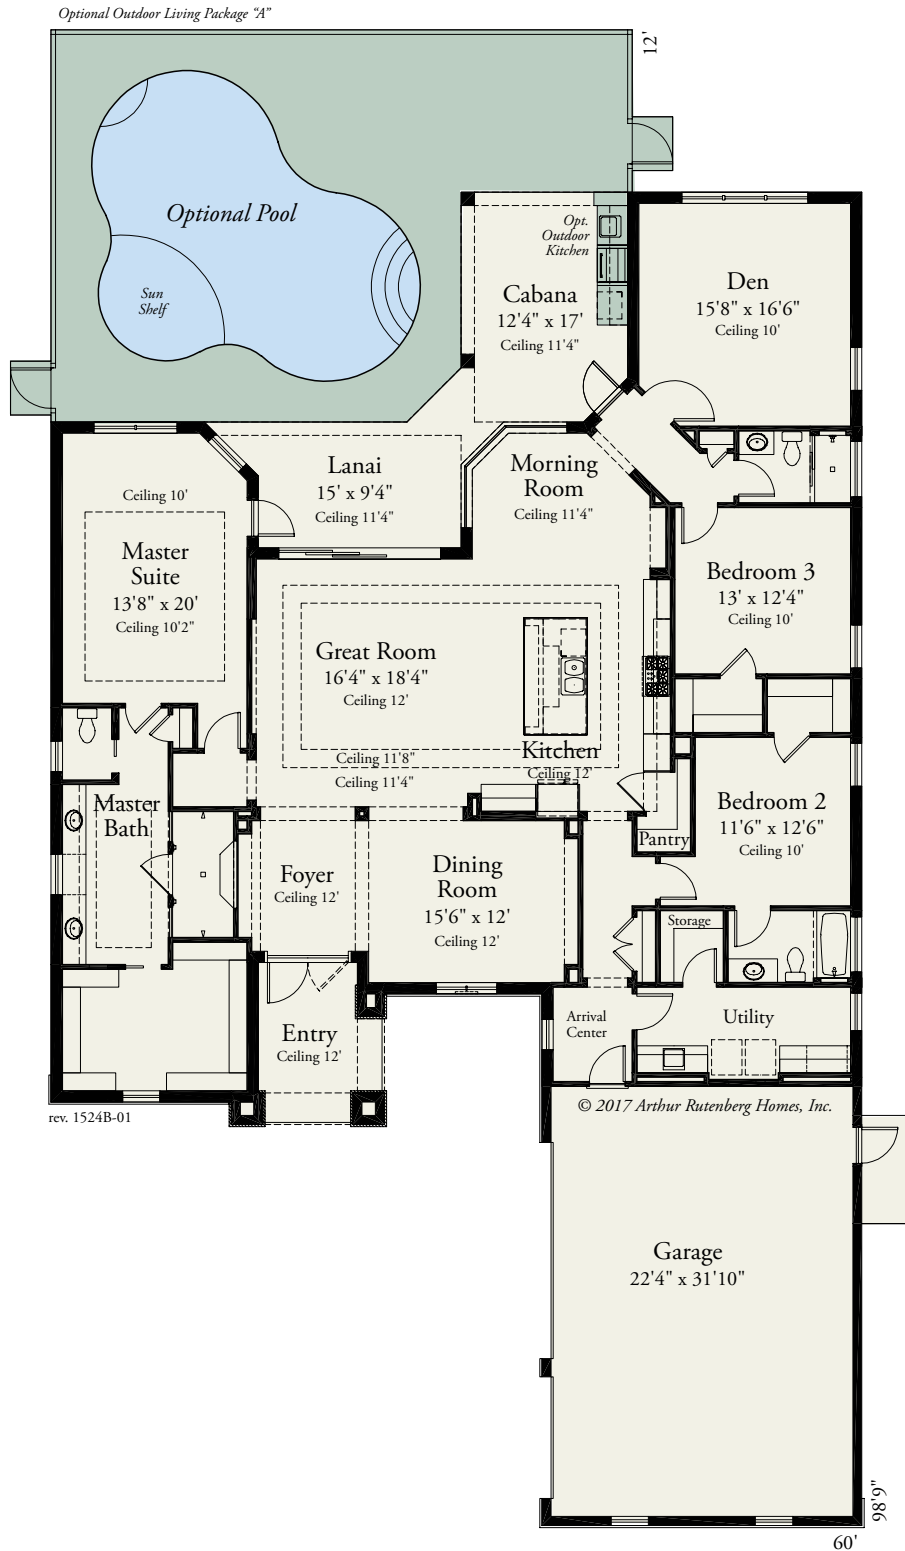 Optional Outdoor Living Package “A”
12'
Optional Pool
Sun
Shelf
Opt.
Outdoor
Kitchen
Cabana
12'4" x 17'
Ceiling 11'4"
Den
15'8" x 16'6"
Ceiling 10'
Lanai
15' x 9'4"
Ceiling 11'4"
Morning
Room
Ceiling 11'4"
Ceiling 10'
Master
Suite
13'8" x 20'
Ceiling 10'2"
Bedroom 3
13' x 12'4"
Ceiling 10'
Great Room
16'4" x 18'4"
Ceiling 12'
Ceiling 11'8"
Ceiling 11'4"
Kitchen
Ceiling 12'
Master
Bath
Pantry
Bedroom 2
11'6" x 12'6"
Ceiling 10'
Foyer
Ceiling 12'
Dining
Room
15'6" x 12'
Ceiling 12'
Storage
Entry
Ceiling 12'
Arrival
Center
Utility
rev. 1524B-01
© 2017 Arthur Rutenberg Homes, Inc.
Garage
22'4" x 31'10"
98'9"
60'